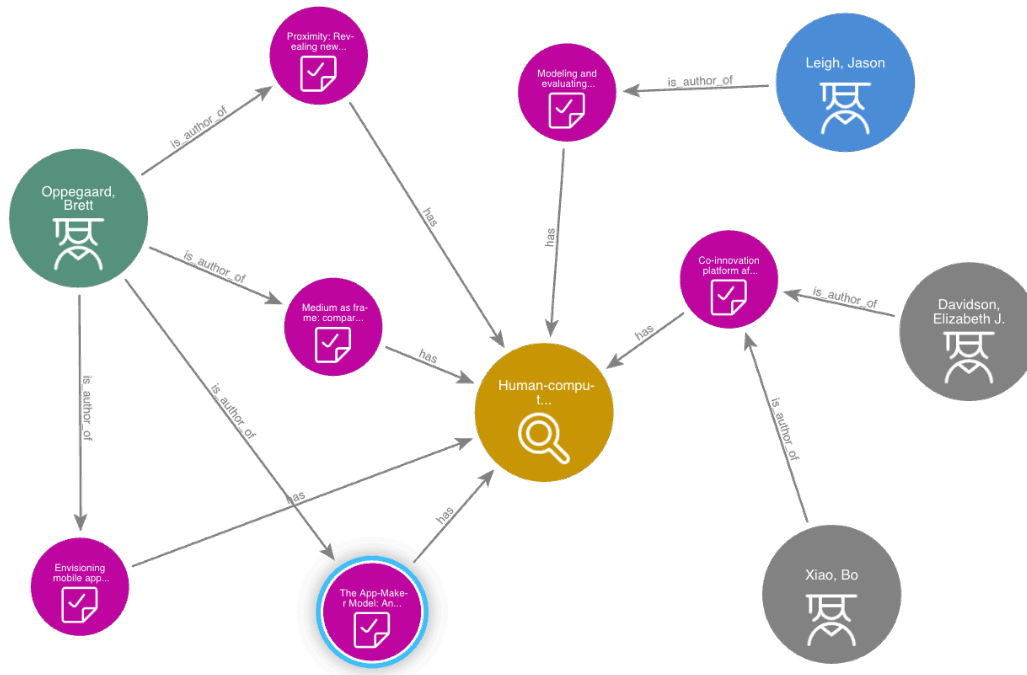 Proximity: Rev-
ealing new...
Modeling and
evaluating...
Leigh, Jason
is_author_of
is_author_of
Oppegaard,
Brett
has
has
is_author_of
Co-innovation
platform af...
is_author_of
Davidson,
Elizabeth J.
Medium as fra-
me: compar...
has
has
Human-compu-
t...
is_author_of
is_author_of
is_author_of
has
has
Envisioning
mobile app...
The App-Make-
r Model: An...
Xiao, Bo